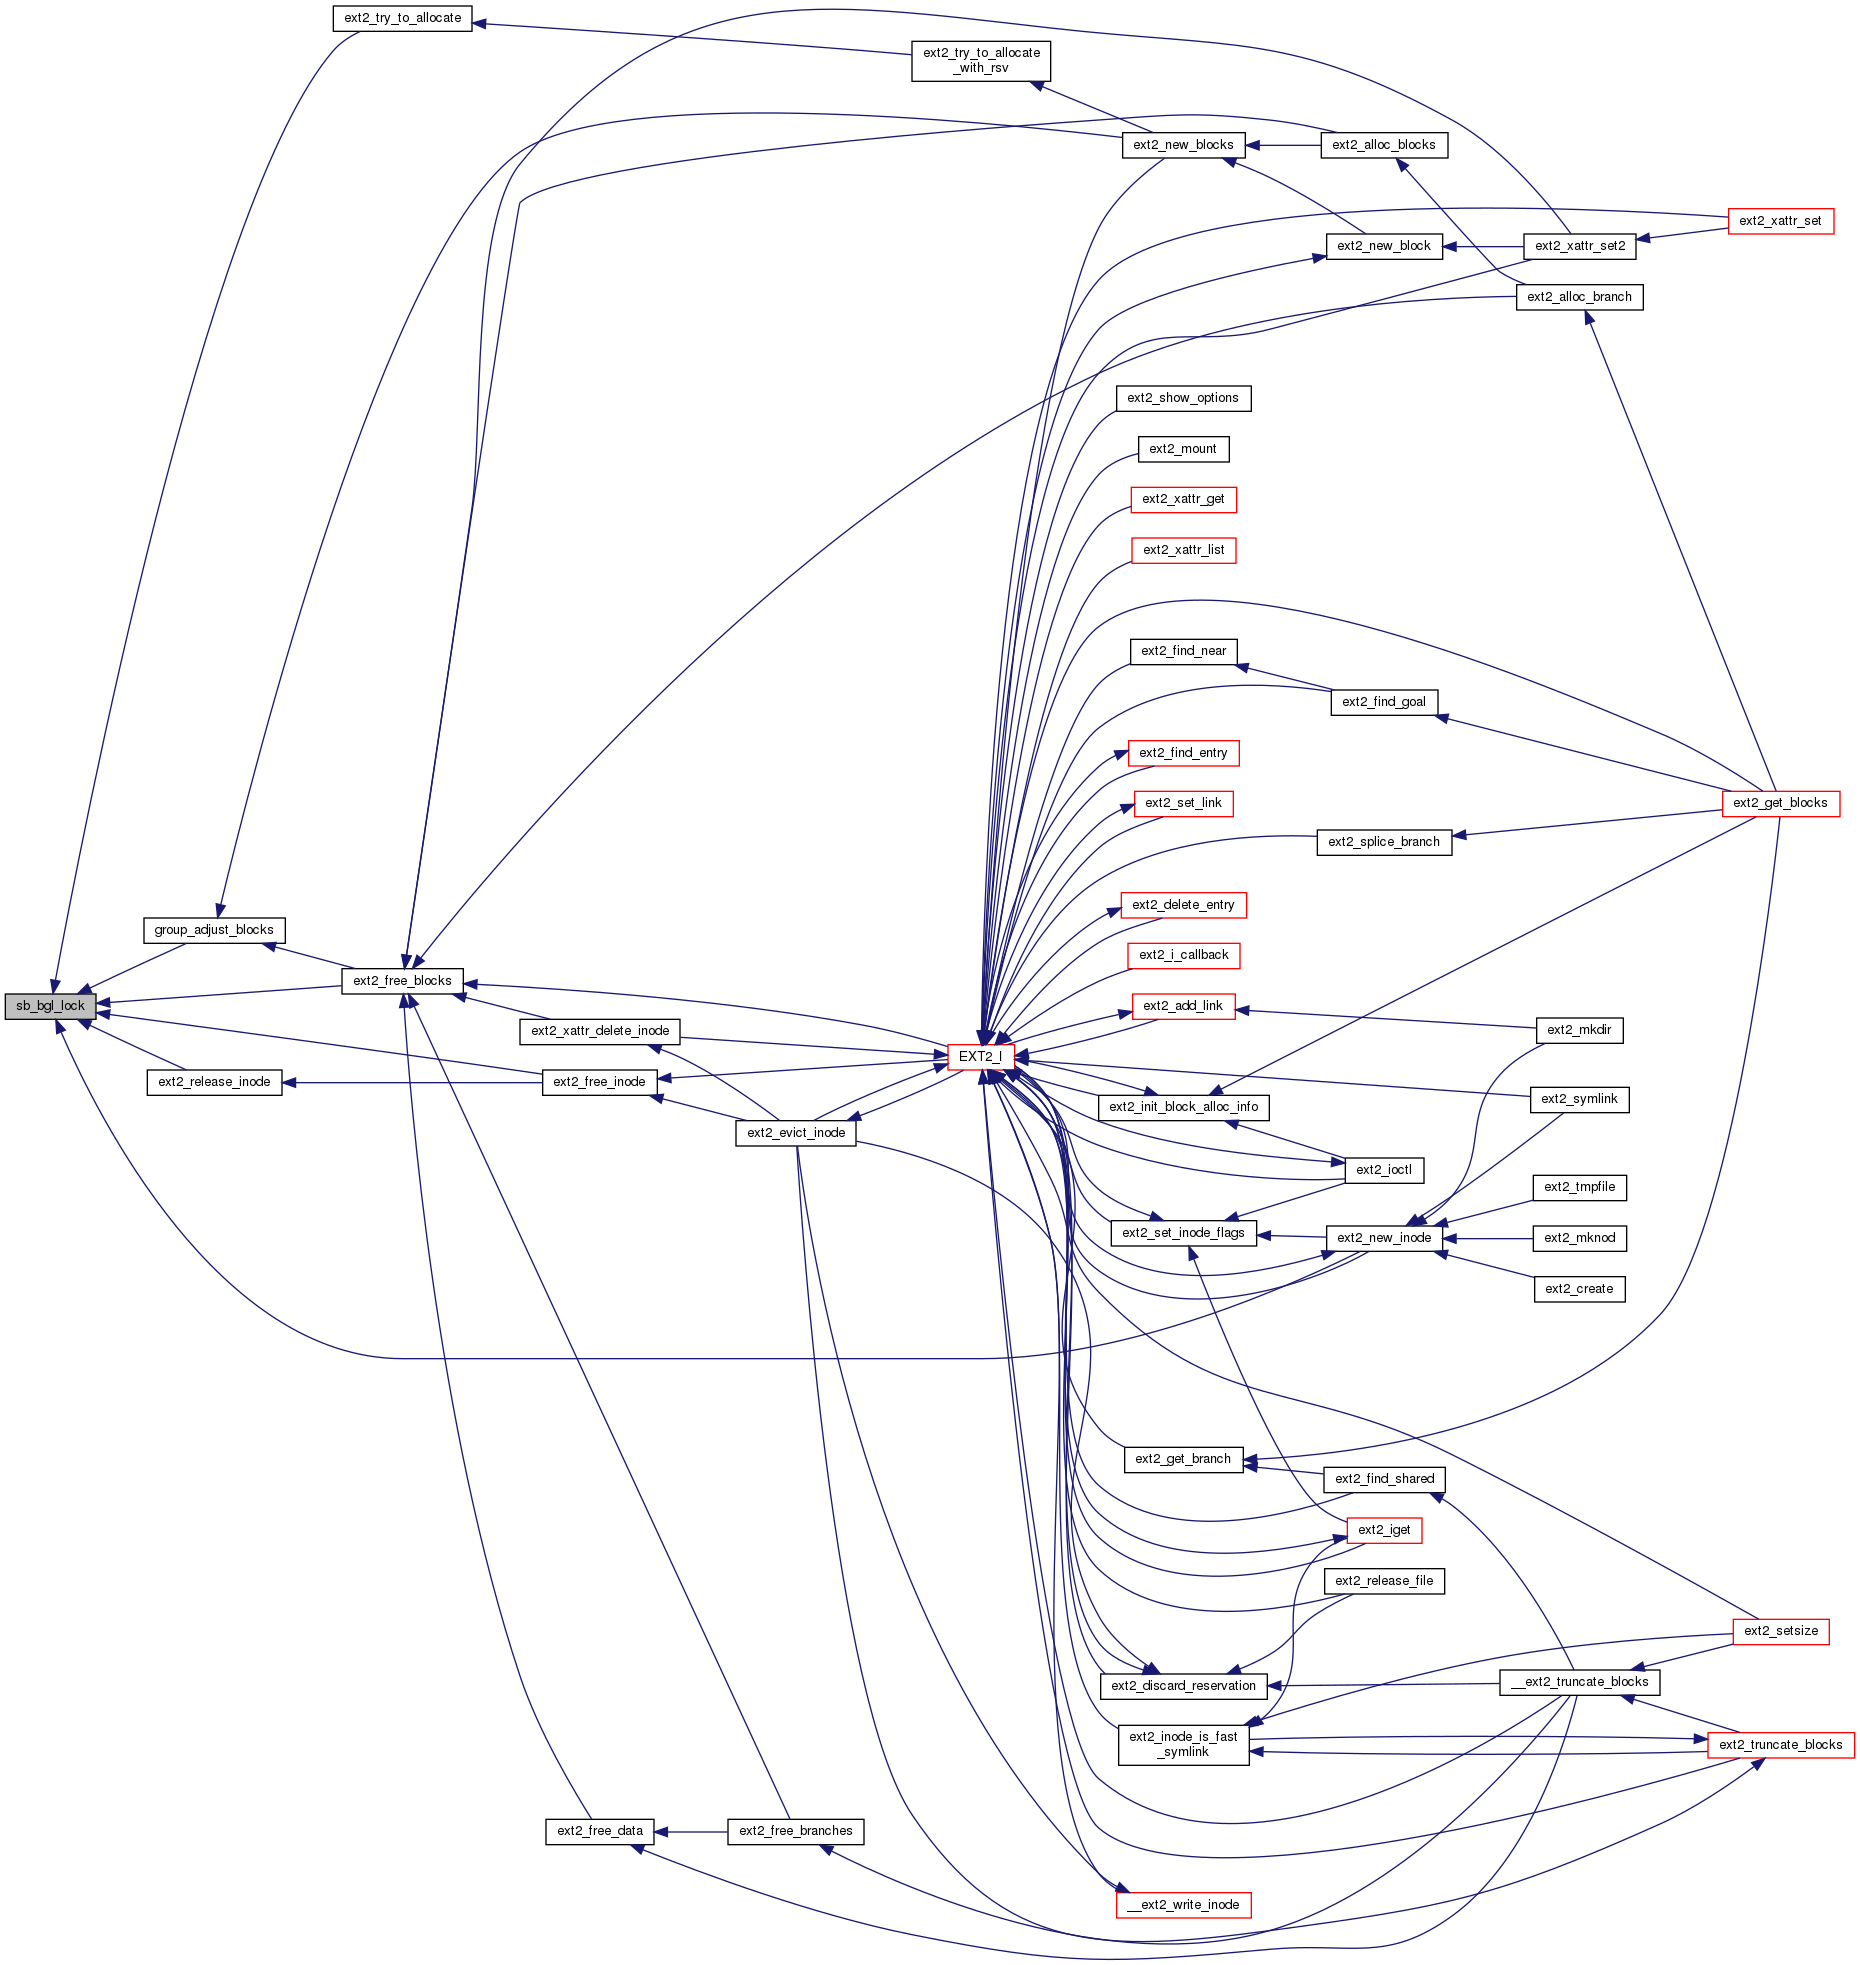 ext2_try_to_allocate
ext2_try_to_allocate
_with_rsv
ext2_new_blocks
ext2_alloc_blocks
ext2_xattr_set
ext2_new_block
ext2_xattr_set2
ext2_alloc_branch
ext2_show_options
ext2_mount
ext2_xattr_get
ext2_xattr_list
ext2_find_near
ext2_find_goal
ext2_find_entry
ext2_set_link
ext2_get_blocks
ext2_splice_branch
ext2_delete_entry
group_adjust_blocks
ext2_i_callback
ext2_free_blocks
sb_bgl_lock
ext2_add_link
ext2_xattr_delete_inode
ext2_mkdir
EXT2_I
ext2_release_inode
ext2_free_inode
ext2_symlink
ext2_init_block_alloc_info
ext2_evict_inode
ext2_ioctl
ext2_tmpfile
ext2_set_inode_flags
ext2_new_inode
ext2_mknod
ext2_create
ext2_get_branch
ext2_find_shared
ext2_iget
ext2_release_file
ext2_setsize
ext2_discard_reservation
__ext2_truncate_blocks
ext2_inode_is_fast
_symlink
ext2_truncate_blocks
ext2_free_data
ext2_free_branches
__ext2_write_inode